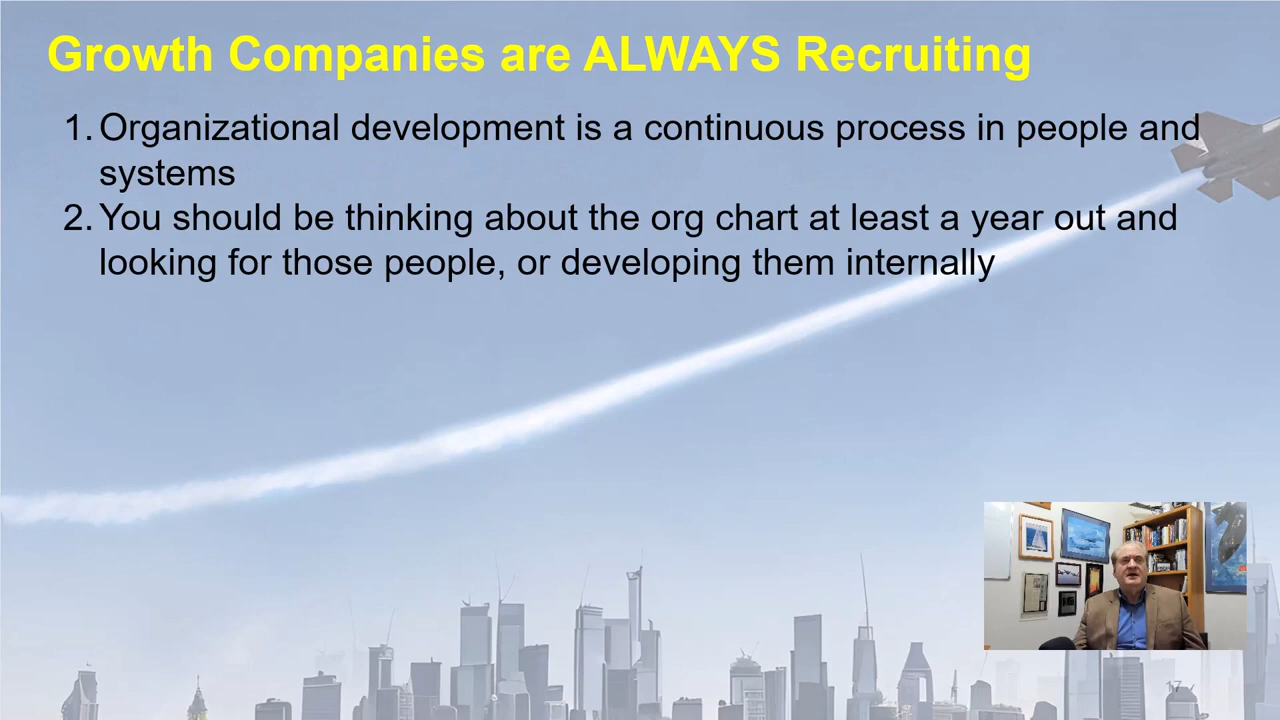 Growth Companies are ALWAYS Recruiting
1. Organizational development is a continuous process in people and
systems
2. You should be thinking about the org chart at least a year out and
looking for those people, or developing them internally
17